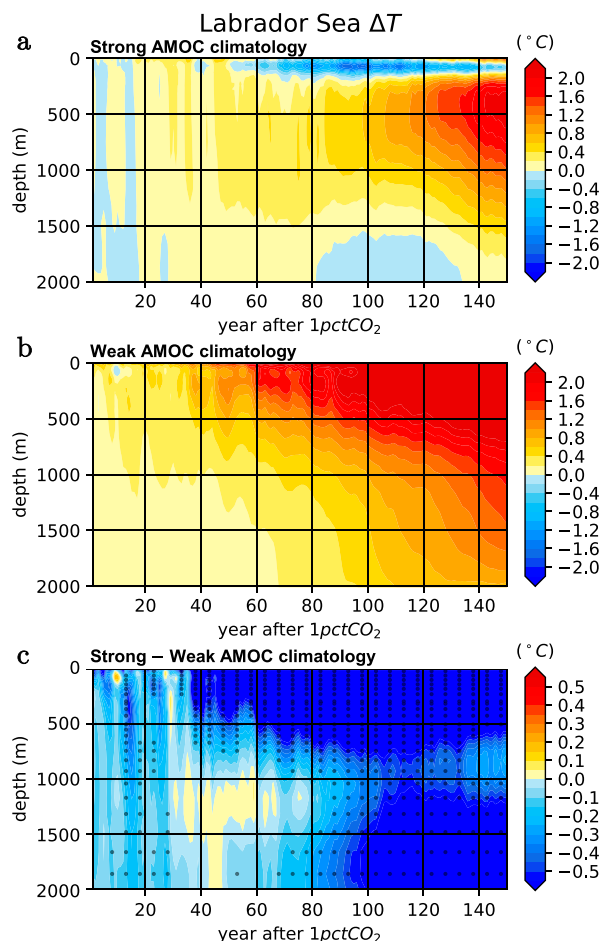 Labrador Sea ΔT
a
Strong AMOC climatology
(°C)
0
500
1000
1500
2000
depth (m)
20 40 60 80 100 120 140
year after 1pctCO2
2.0
1.6
1.2
0.8
0.4
0.0
−0.4
−0.8
−1.2
−1.6
−2.0
b
Weak AMOC climatology
(°C)
0
500
1000
1500
2000
depth (m)
20 40 60 80 100 120 140
year after 1pctCO2
2.0
1.6
1.2
0.8
0.4
0.0
−0.4
−0.8
−1.2
−1.6
−2.0
c
Strong − Weak AMOC climatology
(°C)
0
500
1000
1500
2000
depth (m)
20 40 60 80 100 120 140
year after 1pctCO2
0.5
0.4
0.3
0.2
0.1
0.0
−0.1
−0.2
−0.3
−0.4
−0.5